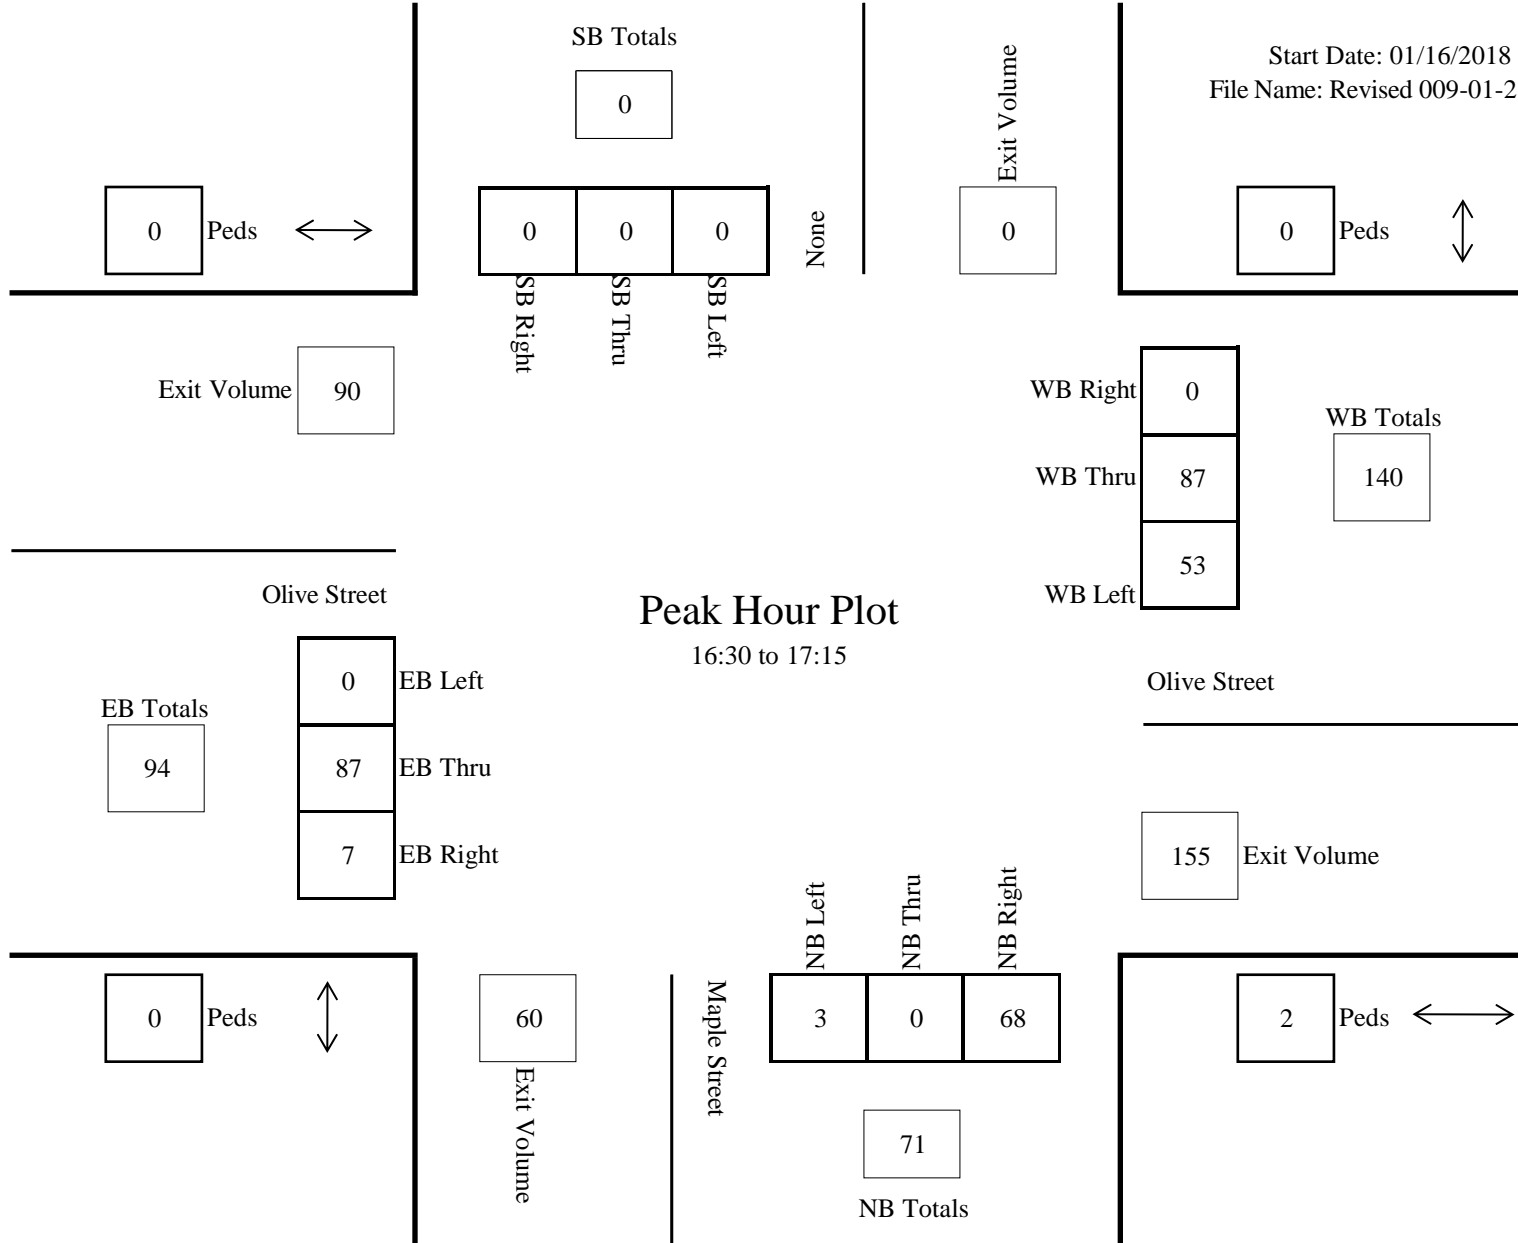 SB Totals
0
Exit Volume
0
Start Date: 01/16/2018
File Name: Revised 009-01-2
0 Peds
0 0 0
SB Right
SB Thru
SB Left
None
0 Peds
Exit Volume 90
WB Right 0
WB Thru 87
WB Left 53
WB Totals
140
Olive Street
Peak Hour Plot
16:30 to 17:15
EB Totals
94
0 EB Left
87 EB Thru
7 EB Right
Olive Street
155 Exit Volume
0 Peds
60
Exit Volume
Maple Street
NB Left
NB Thru
NB Right
3 0 68
71
NB Totals
2 Peds